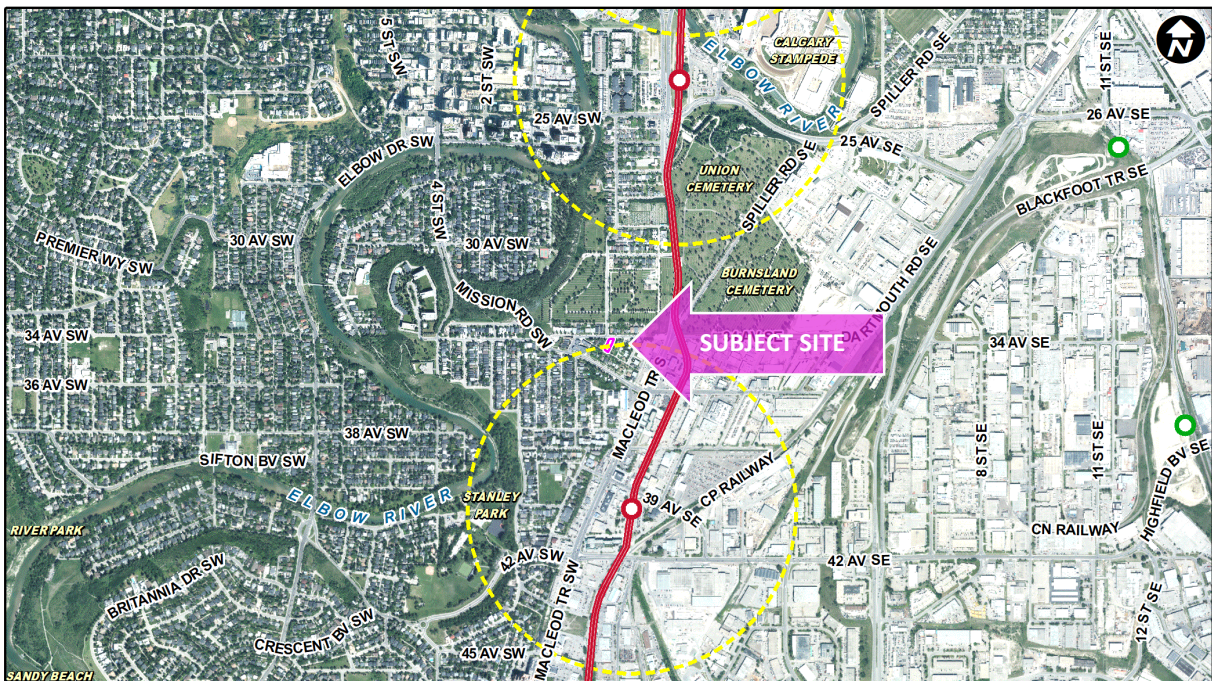 5 ST SW
2 ST SW
ELBOW RIVER
CALGARY
STAMPEDE
SPILLER RD SE
11 ST SE
N
26 AV SE
25 AV SW
25 AV SE
ELBOW DR SW
UNION
CEMETERY
SPILLER RD SE
BLACKFOOT TR SE
4 ST SW
30 AV SW
30 AV SW
PREMIER WY SW
BURNSLAND
CEMETERY
DARTMOUTH RD SE
MISSION RD SW
34 AV SW
SUBJECT SITE
34 AV SE
36 AV SW
MACLEOD TR S
38 AV SW
SIFTON BV SW
8 ST SE
11 ST SE
HIGHFIELD BV SE
ELBOW RIVER
STANLEY
PARK
CP RAILWAY
39 AV SE
RIVER PARK
CN RAILWAY
42 AV SW
42 AV SE
BRITANNIA DR SW
CRESCENT BV SW
MACLEOD TR SW
12 ST SE
45 AV SW
SANDY BEACH